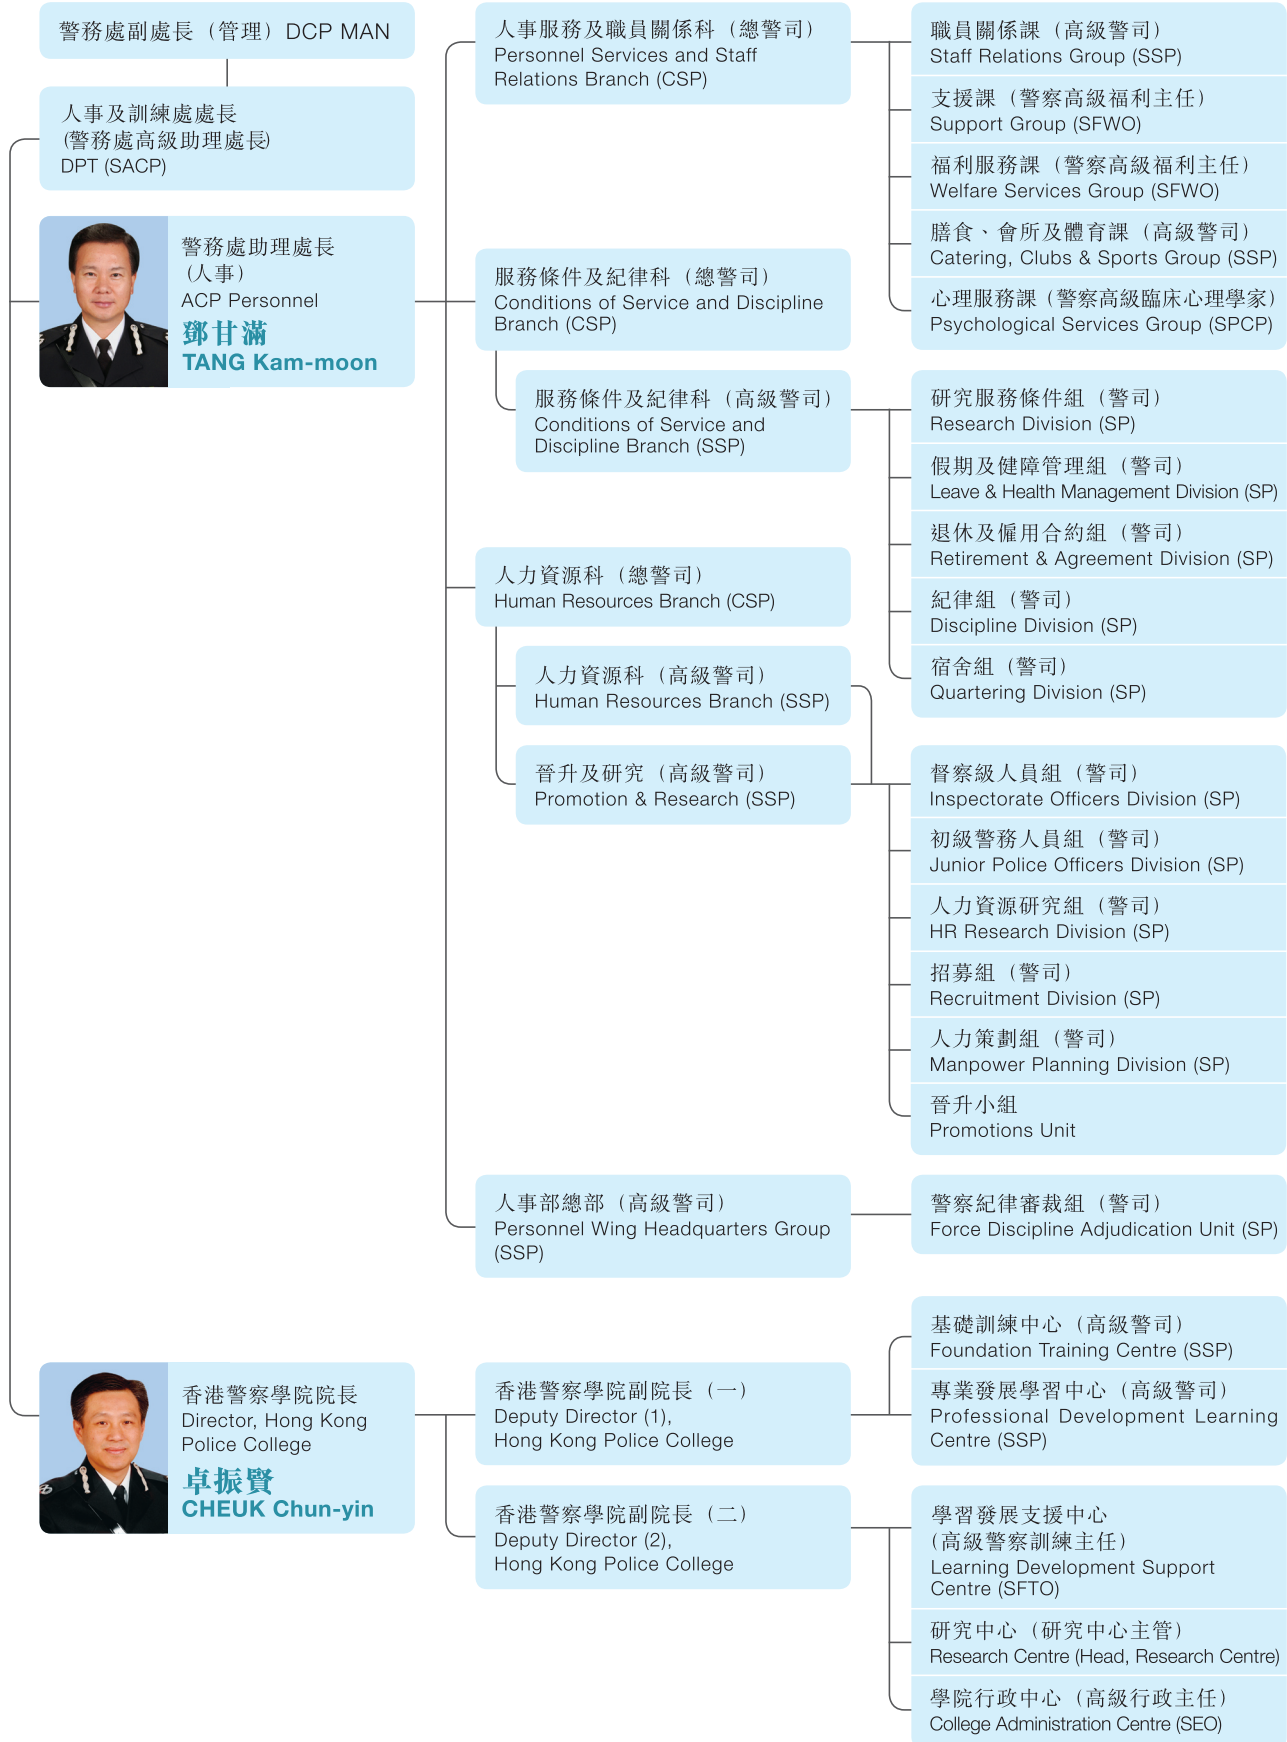 警務處副處長（管理）DCP MAN
人事及訓練處處長
(警務處高級助理處長)
DPT (SACP)
警務處助理處長
（人事）
ACP Personnel
鄧甘滿
TANG Kam-moon
人事服務及職員關係科（總警司）
Personnel Services and Staff
Relations Branch (CSP)
職員關係課（高級警司）
Staff Relations Group (SSP)
支援課（警察高級福利主任）
Support Group (SFWO)
福利服務課（警察高級福利主任）
Welfare Services Group (SFWO)
膳食、會所及體育課（高級警司）
Catering, Clubs & Sports Group (SSP)
心理服務課（警察高級臨床心理學家）
Psychological Services Group (SPCP)
服務條件及紀律科（總警司）
Conditions of Service and Discipline
Branch (CSP)
服務條件及紀律科（高級警司）
Conditions of Service and
Discipline Branch (SSP)
研究服務條件組（警司）
Research Division (SP)
假期及健障管理組（警司）
Leave & Health Management Division (SP)
退休及僱用合約組（警司）
Retirement & Agreement Division (SP)
紀律組（警司）
Discipline Division (SP)
宿舍組（警司）
Quartering Division (SP)
人力資源科（總警司）
Human Resources Branch (CSP)
人力資源科（高級警司）
Human Resources Branch (SSP)
晉升及研究（高級警司）
Promotion & Research (SSP)
督察級人員組（警司）
Inspectorate Officers Division (SP)
初級警務人員組（警司）
Junior Police Officers Division (SP)
人力資源研究組（警司）
HR Research Division (SP)
招募組（警司）
Recruitment Division (SP)
人力策劃組（警司）
Manpower Planning Division (SP)
晉升小組
Promotions Unit
人事部總部（高級警司）
Personnel Wing Headquarters Group
(SSP)
警察紀律審裁組（警司）
Force Discipline Adjudication Unit (SP)
香港警察學院院長
Director, Hong Kong
Police College
卓振賢
CHEUK Chun-yin
香港警察學院副院長（一）
Deputy Director (1),
Hong Kong Police College
基礎訓練中心（高級警司）
Foundation Training Centre (SSP)
專業發展學習中心（高級警司）
Professional Development Learning
Centre (SSP)
香港警察學院副院長（二）
Deputy Director (2),
Hong Kong Police College
學習發展支援中心
（高級警察訓練主任）
Learning Development Support
Centre (SFTO)
研究中心（研究中心主管）
Research Centre (Head, Research Centre)
學院行政中心（高級行政主任）
College Administration Centre (SEO)